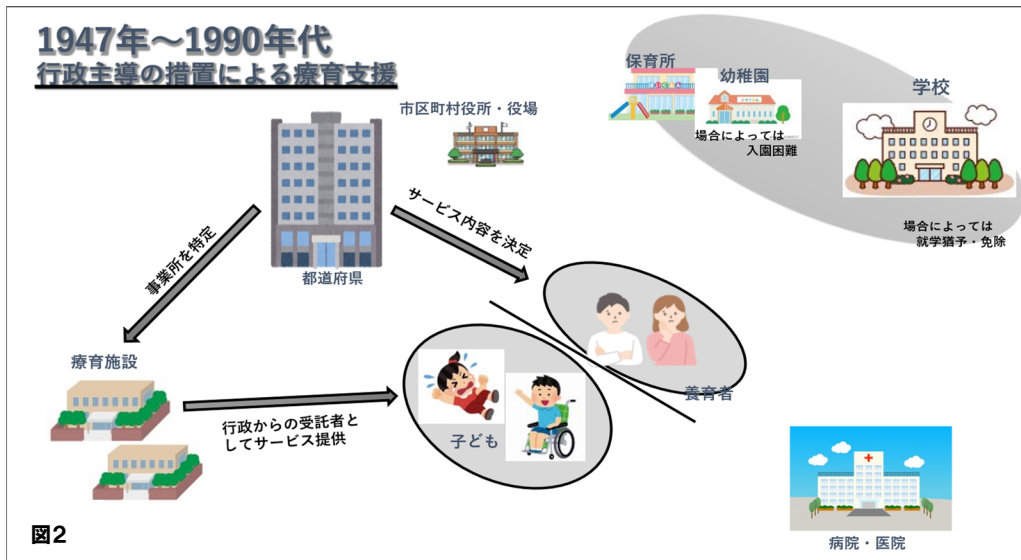 1947年～1990年代
行政主導の措置による療育支援
市区町村役所・役場
保育所
幼稚園
場合によっては
入園困難
学校
場合によっては
就学猶予・免除
都道府県
事業所を特定
サービス内容を決定
療育施設
行政からの受託者と
してサービス提供
子ども
養育者
病院・医院
図2